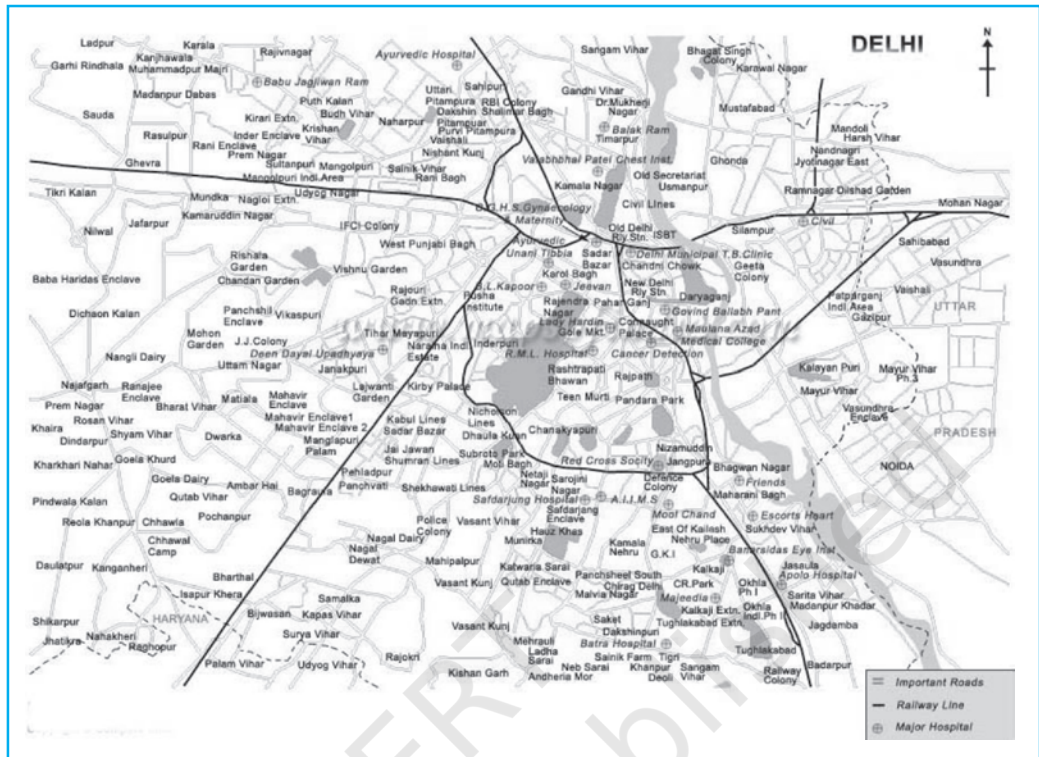 DELHI
N
Ladpur
Karala
Rajivnagar
Ayurvedic Hospital
Sangam Vihar
Bhagat Singh
Colony
Garhi Rindhala
Kanjhawala
Muhammadpur Majri
Babu Jagjiwan Ram
Karawal Nagar
Uttari
Pitampura
Sahipur
RBI Colony
Gandhi Vihar
Madanpur Dabas
Puth Kalan
Dakshin
Pitampuar
Shalimar Bagh
Dr.Mukherji
Nagar
Mustafabad
Sauda
Kirari Extn.
Budh Vihar
Naharpur
Purvi Pitampura
Balak Ram
Timarpur
Mandoli
Harsh Vihar
Rasulpur
Inder Enclave
Krishan
Vihar
Vaishali
Rani Enclave
Prem Nagar
Nishant Kunj
Valabhbhai Patel Chest Inst.
Ghonda
Nandnagri
Jyotinagar East
Ghevra
Sultanpuri
Mangolpuri
Sainik Vihar
Mangolpuri Indl.Area
Rani Bagh
Kamala Nagar
Old Secretariat
Usmanpur
Tikri Kalan
Mundka
Udyog Nagar
Nagloi Extn.
Ramnagar
Dilshad Garden
Mohan Nagar
Jafarpur
Kamaruddin Nagar
G.G.H.S.Gynaecology
& Maternity
Civil Lines
Civil
Nilwal
IFCI Colony
Old Delhi
Rly Stn.
ISBT
Silampur
West Punjabi Bagh
Ayurvedic
Unani Tibbia
Sadar
Bazar
Delhi Municipal T.B.Clinic
Sahibabad
Rishala
Garden
Vishnu Garden
Chandni Chowk
Vasundhra
Baba Haridas Enclave
Chandan Garden
Karol Bagh
Geeta
Colony
Rajouri
Gadn Extn.
B.L.Kapoor
Jeevan
New Delhi
Rly Stn.
Vaishali
Dichaon Kalan
Panchshil
Enclave
Vikaspuri
Pusha
Institute
Rajendra
Nagar
Pahar Ganj
Daryaganj
Patparganj
Indl Area
UTTAR
Govind Ballabh Pant
Gazipur
Mohon
Garden
J.J.Colony
Tihar
Mayapuri
Lady Hardin
Gole Mkt.
Connaught
Palace
Maulana Azad
Medical College
Nangli Dairy
Deen Dayal Upadhyaya
Naraina Indl
Estate
Inderpuri
Uttam Nagar
Janakpuri
R.M.L. Hospital
Cancer Detection
Najafgarh
Ranajee
Enclave
Rashtrapati
Bhawan
Rajpath
Kalayan Puri
Mayur Vihar
Ph.3
Prem Nagar
Matiala
Mahavir
Enclave
Lajwanti
Garden
Kirby Palace
Teen Murti
Pandara Park
Mayur Vihar
Rosan Vihar
Bharat Vihar
Mahavir Enclave1
Mahavir Enclave 2
Kabul Lines
Nicholson
Lines
Vasundhra
Enclave
Khaira
Shyam Vihar
Dwarka
Sadar Bazar
Chanakyapuri
PRADESH
Dindarpur
Manglapuri
Palam
Dhaula Kuan
Nizamuddin
Goela Khurd
Jai Jawan
Subroto Park
NOIDA
Kharkhari Nahar
Shumran Lines
Moti Bagh
Red Cross Socity
Jangpura
Goela Dairy
Pehladpur
Panchvati
Netaji
Nagar
Sarojini
Nagar
Defence
Colony
Bhagwan Nagar
Ambar Hai
Friends
Pindwala Kalan
Qutab Vihar
Bagraula
Shekhawati Lines
Safdarjung Hospital
A.I.I.M.S
Maharani Bagh
Reola Khanpur
Chhawla
Pochanpur
Police
Colony
Vasant Vihar
Safdarjang
Enclave
Mool Chand
Escorts Heart
Chhawal
Camp
Nagal Dairy
Hauz Khas
East Of Kailesh
Sukhdev Vihar
Nagal
Dewat
Munirka
Kamala
Nehru
Nehru Place
Daulatpur
Kanganheri
Mahipalpur
G.K.I
Banaraidas Eye Inst.
Bharthal
Katwaria Sarai
Kalkaji
Jasaula
Vasant Kunj
Qutab Enclave
Panchsheel South
Chirag Delhi
Okhla
Ph I
Apolo Hospital
Isapur Khera
CR.Park
Malvia Nagar
Majeedia
Sarita Vihar
Samalka
Kalkaji Extn.
Okhla
Indl.Ph I
Madanpur Khadar
Shikarpur
HARYANA
Bijwasan
Kapas Vihar
Saket
Tughlakabad Extn.
Jhatikra
Nahakheri
Raghopur
Surya Vihar
Vasant Kunj
Dakshinpuri
Jagdamba
Mehrauli
Ladha
Sarai
Batra Hospital
Tughlakabad
Palam Vihar
Udyog Vihar
Rajokri
Sainik Farm
Tigri
Kishan Garh
Neb Sarai
Khanpur
Sangam
Vihar
Railway
Colony
Badarpur
Andheria Mor
Deoli
Important Roads
Railway Line
Major Hospital